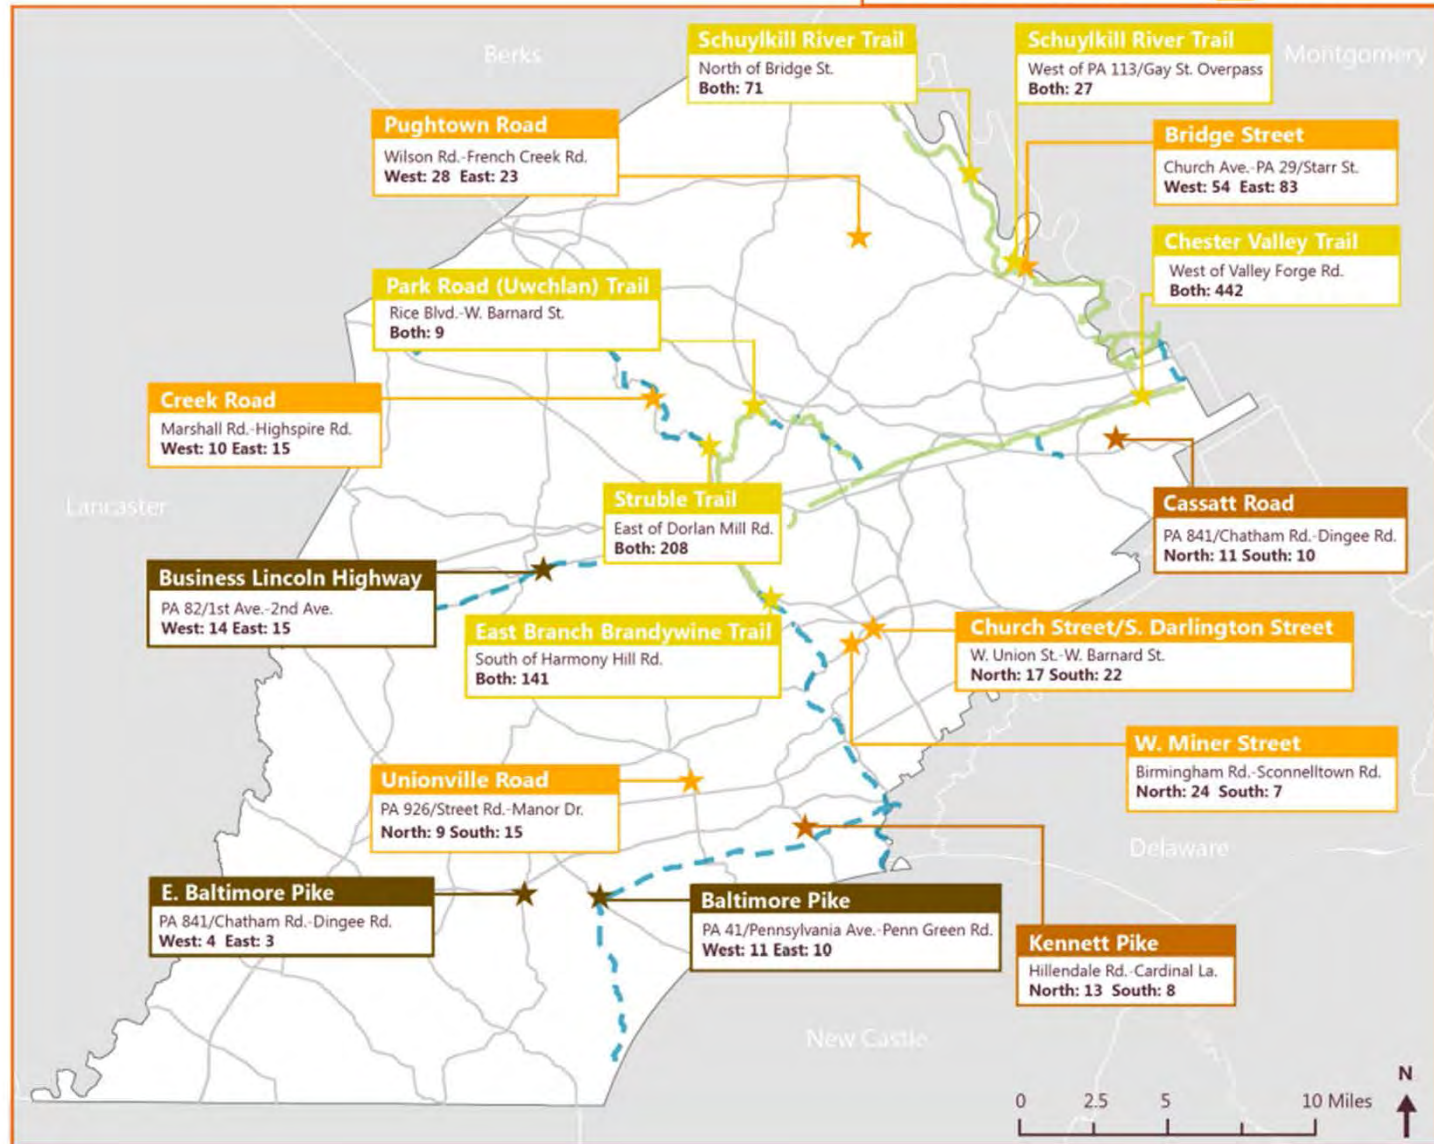 Berks
Schuylkill River Trail
North of Bridge St.
Both: 71
Schuylkill River Trail
West of PA 113/Gay St. Overpass
Both: 27
Montgomery
Pughtown Road
Wilson Rd.-French Creek Rd.
West: 28 East: 23
Bridge Street
Church Ave.-PA 29/Starr St.
West: 54 East: 83
Chester Valley Trail
West of Valley Forge Rd.
Both: 442
Park Road (Uwchlan) Trail
Rice Blvd.-W. Barnard St.
Both: 9
Creek Road
Marshall Rd.-Highspire Rd.
West: 10 East: 15
Lancaster
Struble Trail
East of Dorlan Mill Rd.
Both: 208
Cassatt Road
PA 841/Chatham Rd.-Dingee Rd.
North: 11 South: 10
Business Lincoln Highway
PA 82/1st Ave.-2nd Ave.
West: 14 East: 15
East Branch Brandywine Trail
South of Harmony Hill Rd.
Both: 141
Church Street/S. Darlington Street
W. Union St.-W. Barnard St.
North: 17 South: 22
W. Miner Street
Birmingham Rd.-Sconnelltown Rd.
North: 24 South: 7
Unionville Road
PA 926/Street Rd.-Manor Dr.
North: 9 South: 15
Delaware
E. Baltimore Pike
PA 841/Chatham Rd.-Dingee Rd.
West: 4 East: 3
Baltimore Pike
PA 41/Pennsylvania Ave.-Penn Green Rd.
West: 11 East: 10
Kennett Pike
Hillendale Rd.-Cardinal La.
North: 13 South: 8
New Castle
N
0 2.5 5 10 Miles